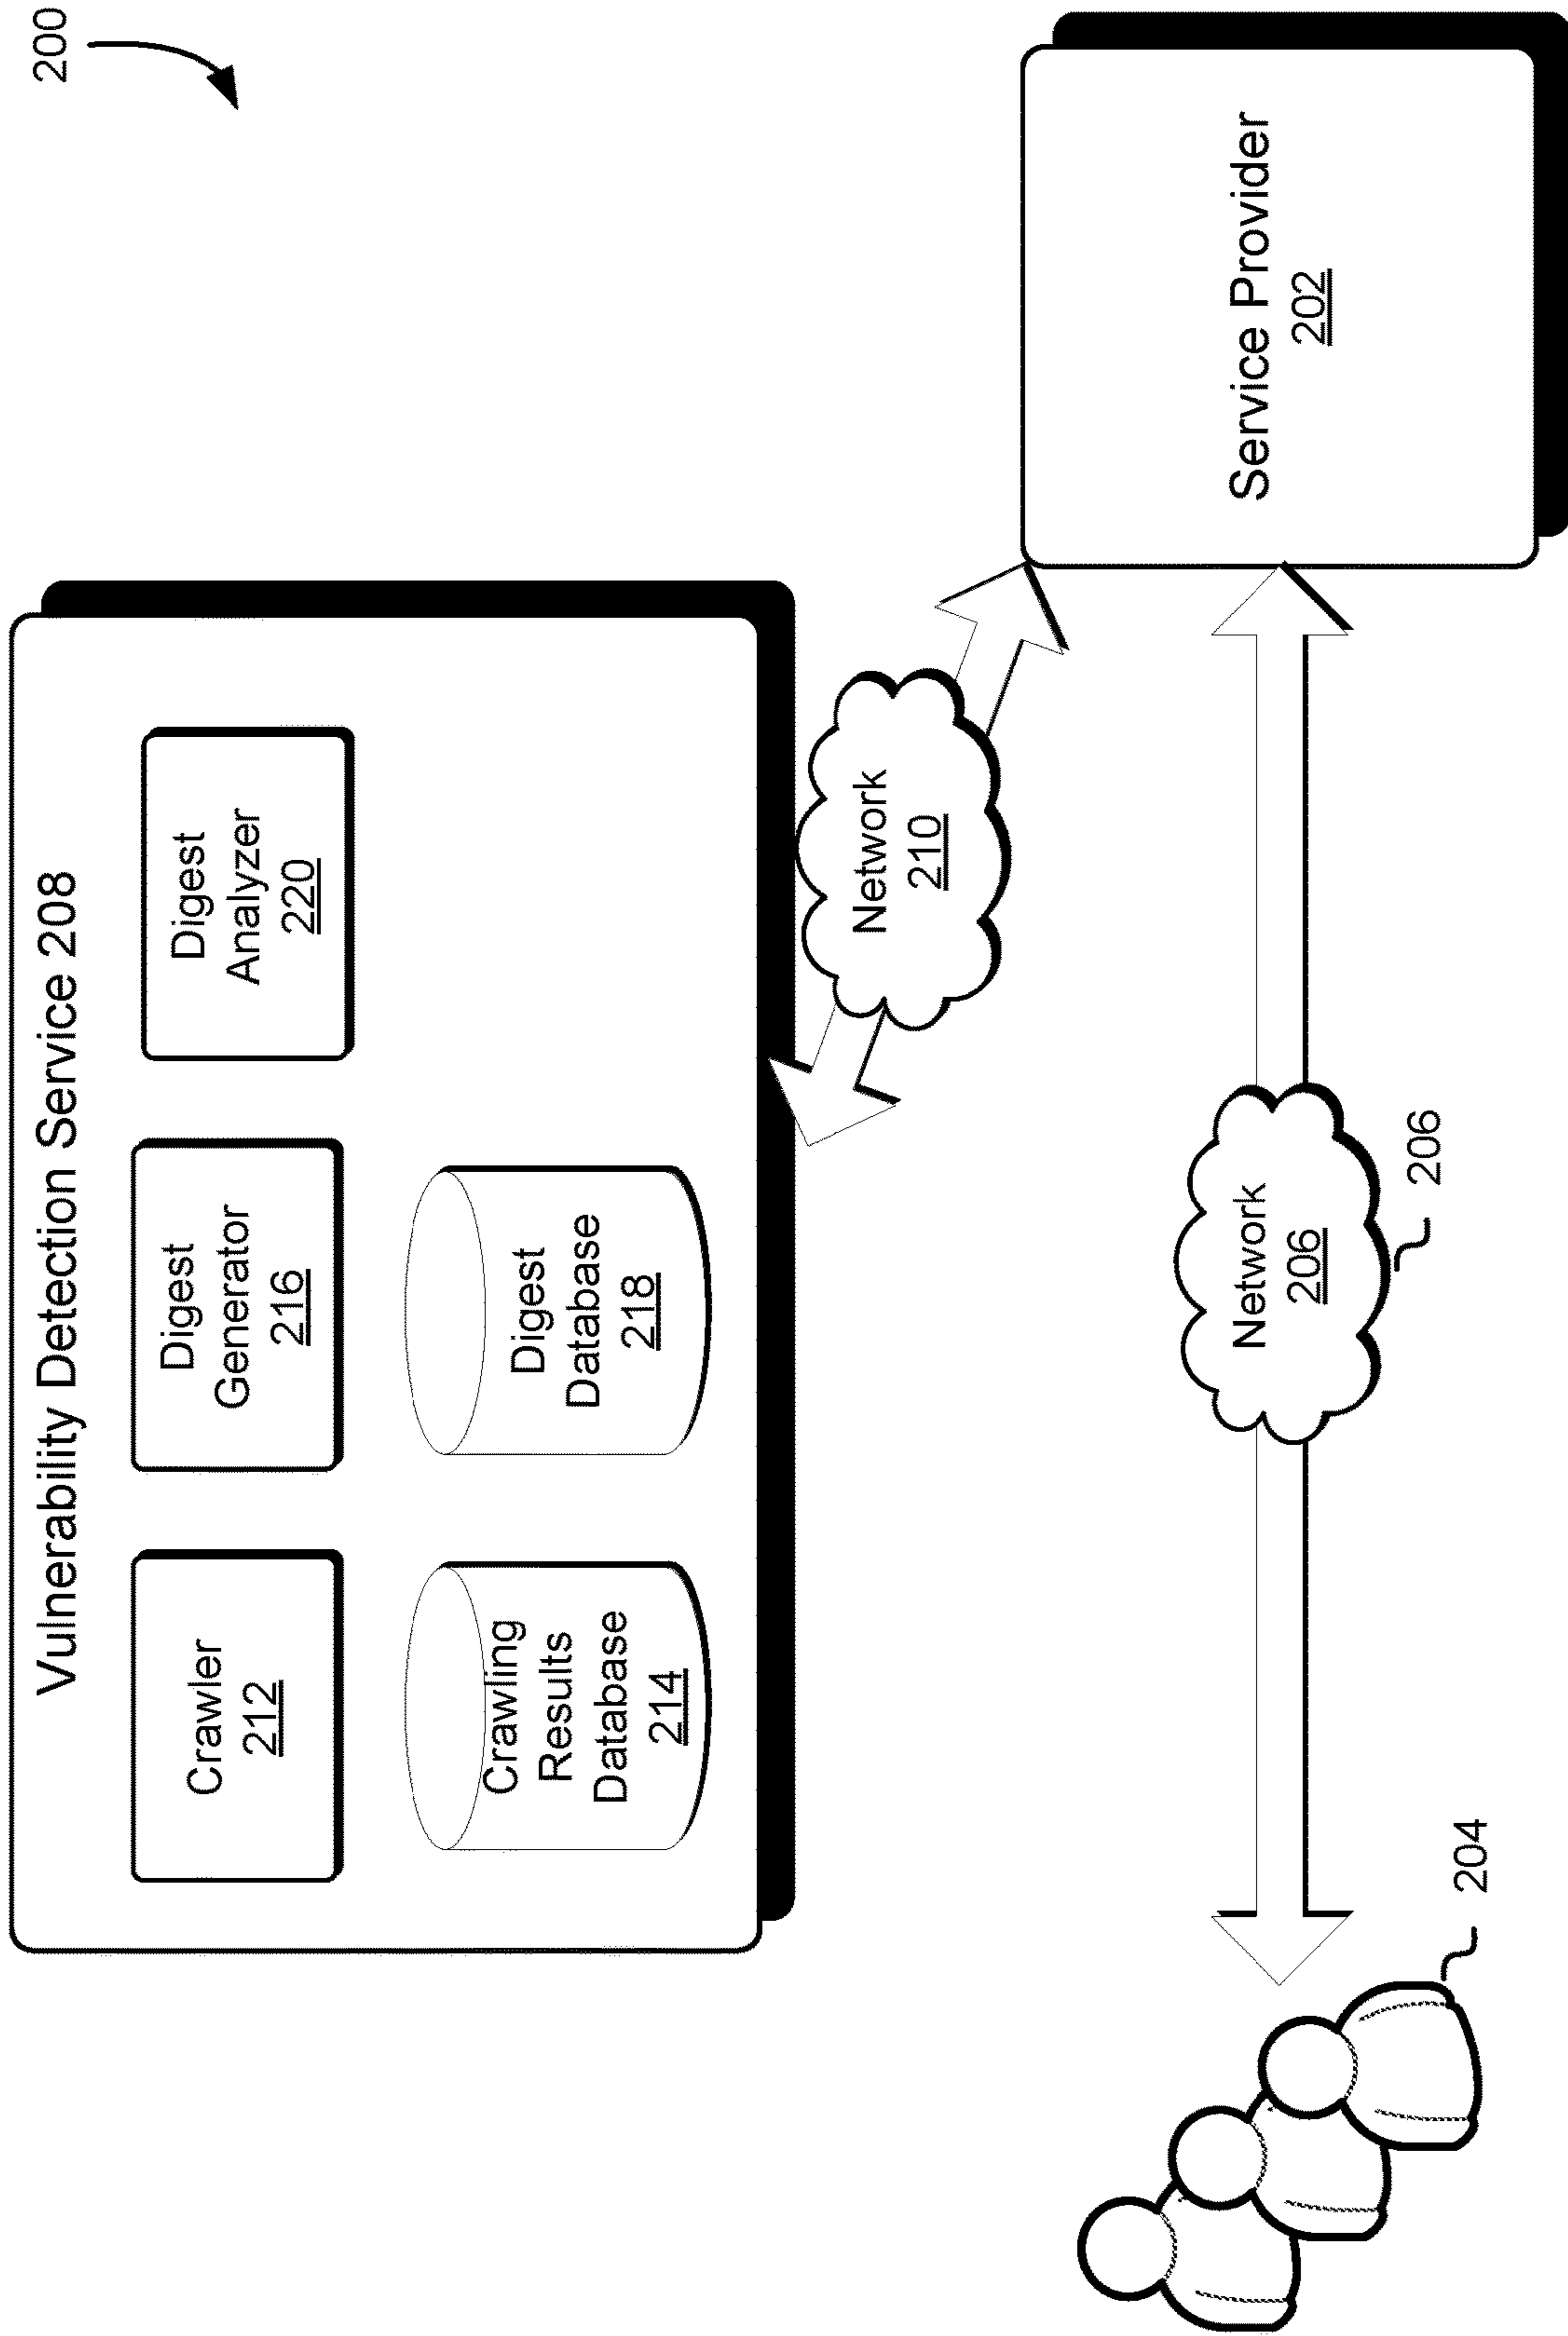 200
Vulnerability Detection Service 208
Crawler
212
Digest
Generator
216
Digest
Analyzer
220
Crawling
Results
Database
214
Digest
Database
218
Network
210
Service Provider
202
Network
206
206
204